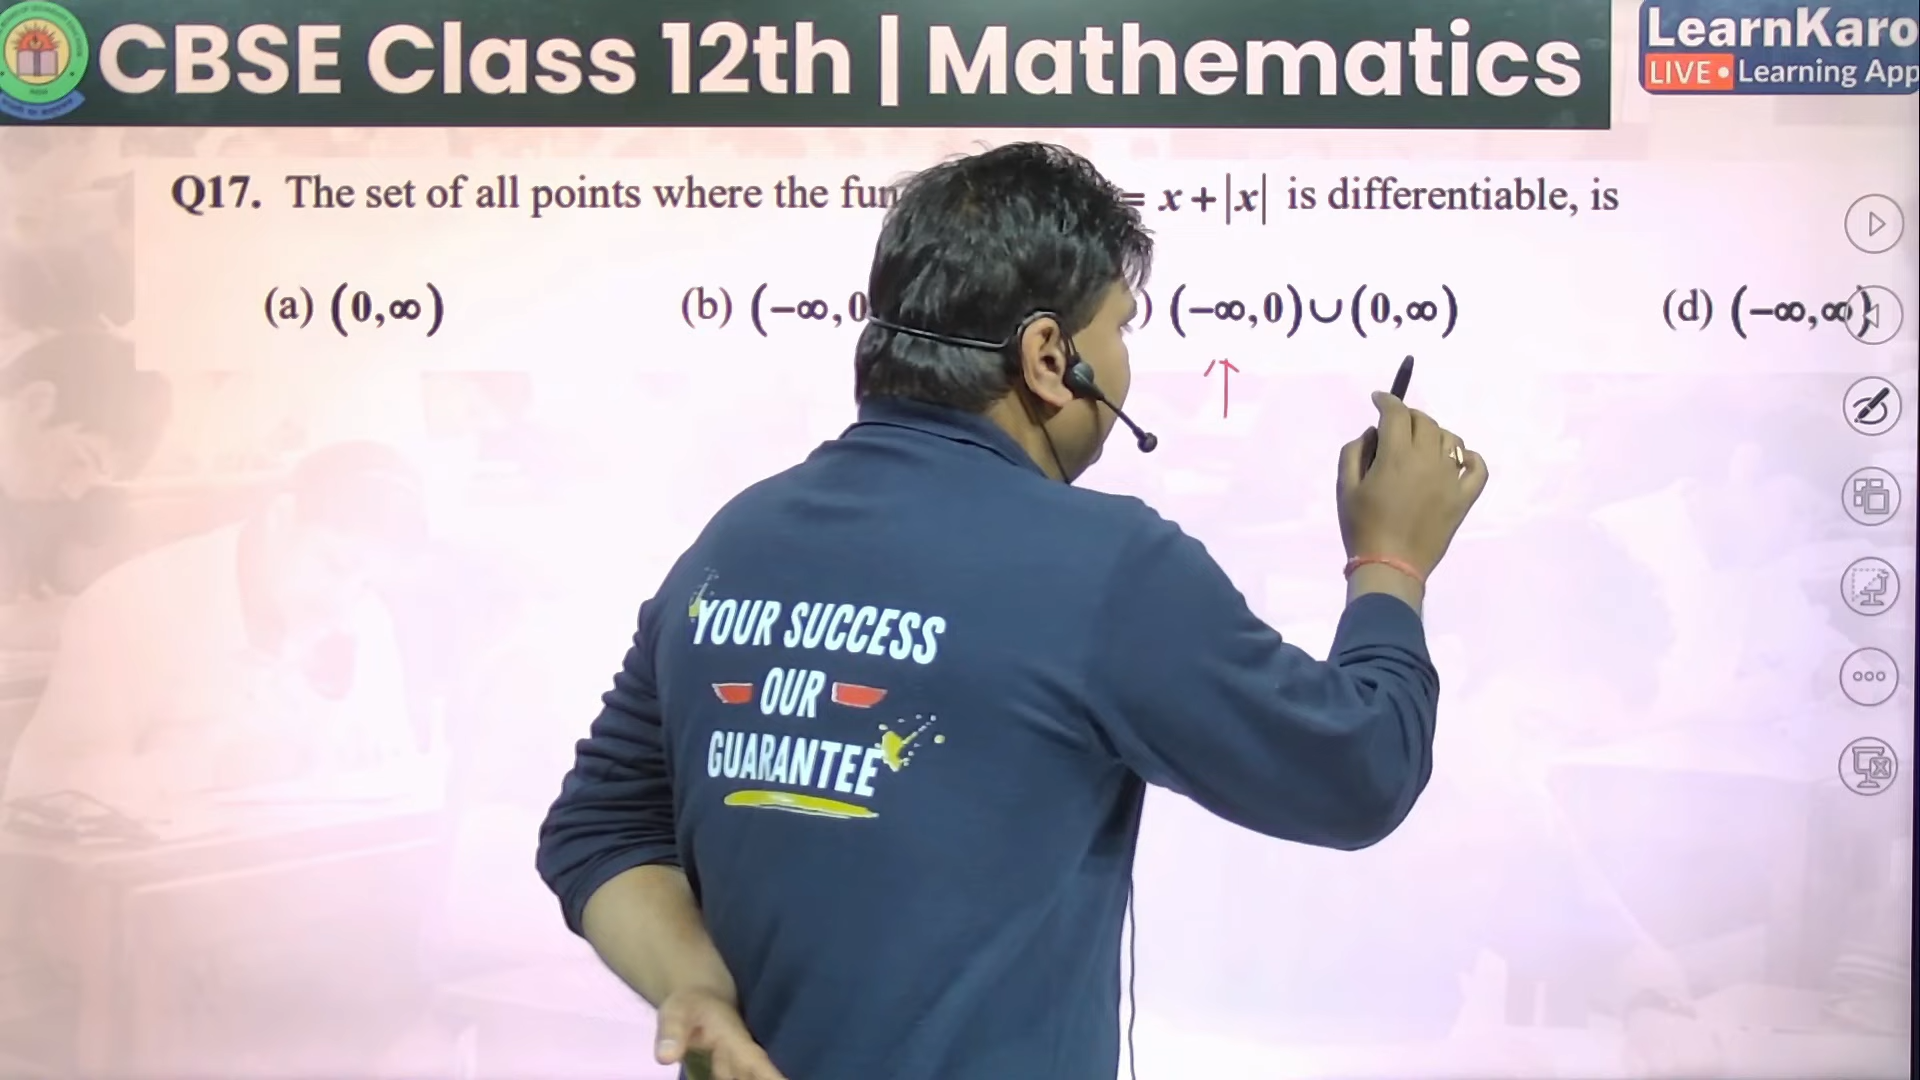 CBSE Class 12th | Mathematics
LearnKaro
LIVE • Learning App
Q17. The set of all points where the = x + |x| is differentiable, is
(a) (0,∞) (b) (−∞,0 ) (−∞,0)∪(0,∞) (d) (−∞,∞)
YOUR SUCCESS
OUR
GUARANTEE